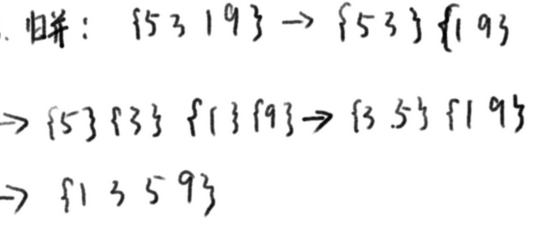 . 归并： {5 3 1 9} → {5 3} {1 9}
→ {5} {3} {1} {9} → {3 5} {1 9}
→ {1 3 5 9}